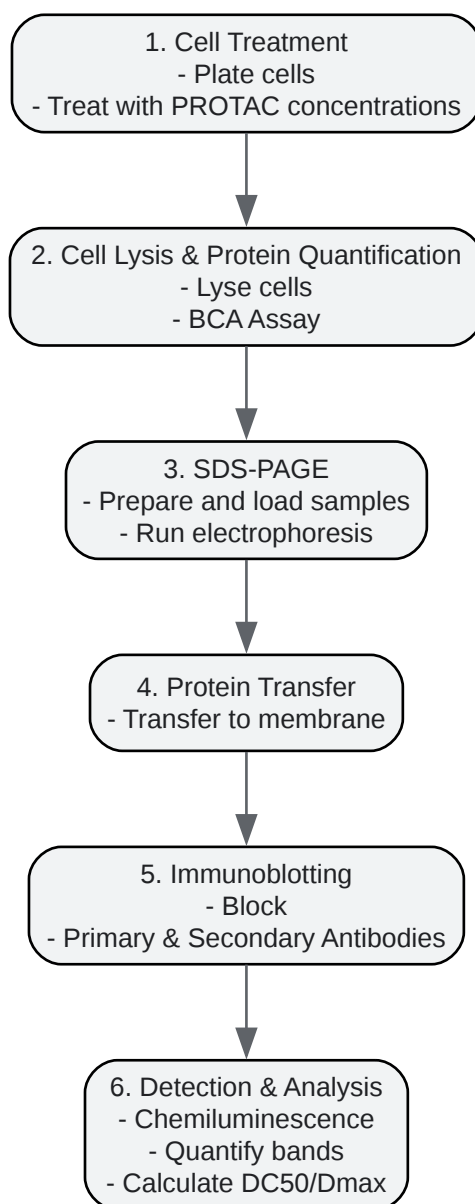 1. Cell Treatment
- Plate cells
- Treat with PROTAC concentrations
2. Cell Lysis & Protein Quantification
- Lyse cells
- BCA Assay
3. SDS-PAGE
- Prepare and load samples
- Run electrophoresis
4. Protein Transfer
- Transfer to membrane
5. Immunoblotting
- Block
- Primary & Secondary Antibodies
6. Detection & Analysis
- Chemiluminescence
- Quantify bands
- Calculate DC50/Dmax